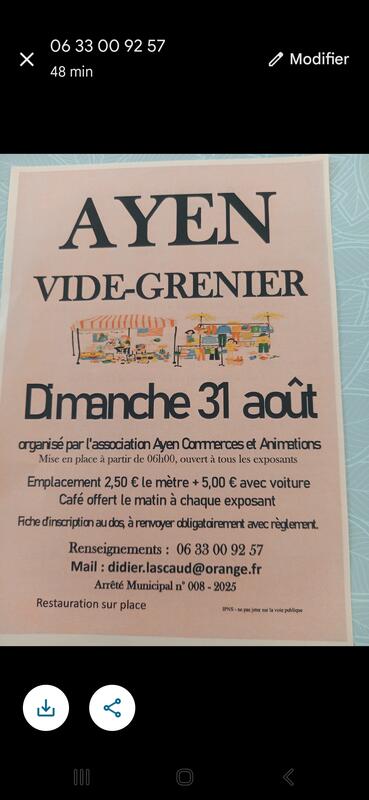 06 33 00 92 57
48 min
Modifier
AYEN
VIDE-GRENIER
Dimanche 31 août
organisé par l'association Ayen Commerces et Animations
Mise en place à partir de 06h00, ouvert à tous les exposants
Emplacement 2,50 € le mètre + 5,00 € avec voiture
Café offert le matin à chaque exposant
Fiche d'inscription au dos, à renvoyer obligatoirement avec règlement.
Renseignements : 06 33 00 92 57
Mail : didier.lascaud@orange.fr
Arrêté Municipal n° 008 - 2025
Restauration sur place
IPNS - ne pas jeter sur la voie publique